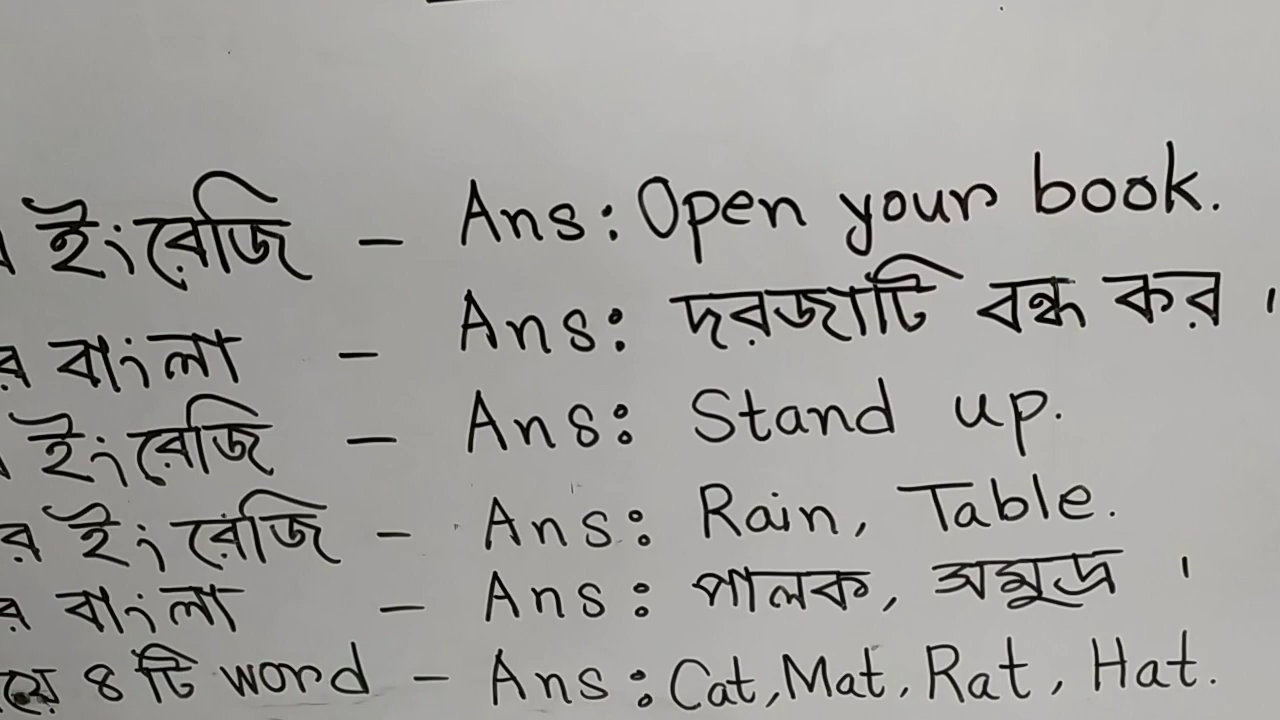 র ইংরেজি - Ans: Open your book.
র বাংলা - Ans: দরজাটি বন্ধ কর।
র ইংরেজি - Ans: Stand up.
র ইংরেজি - Ans: Rain, Table.
র বাংলা - Ans: পালক, সমুদ্র।
য়ে ৪টি word - Ans: Cat, Mat, Rat, Hat.